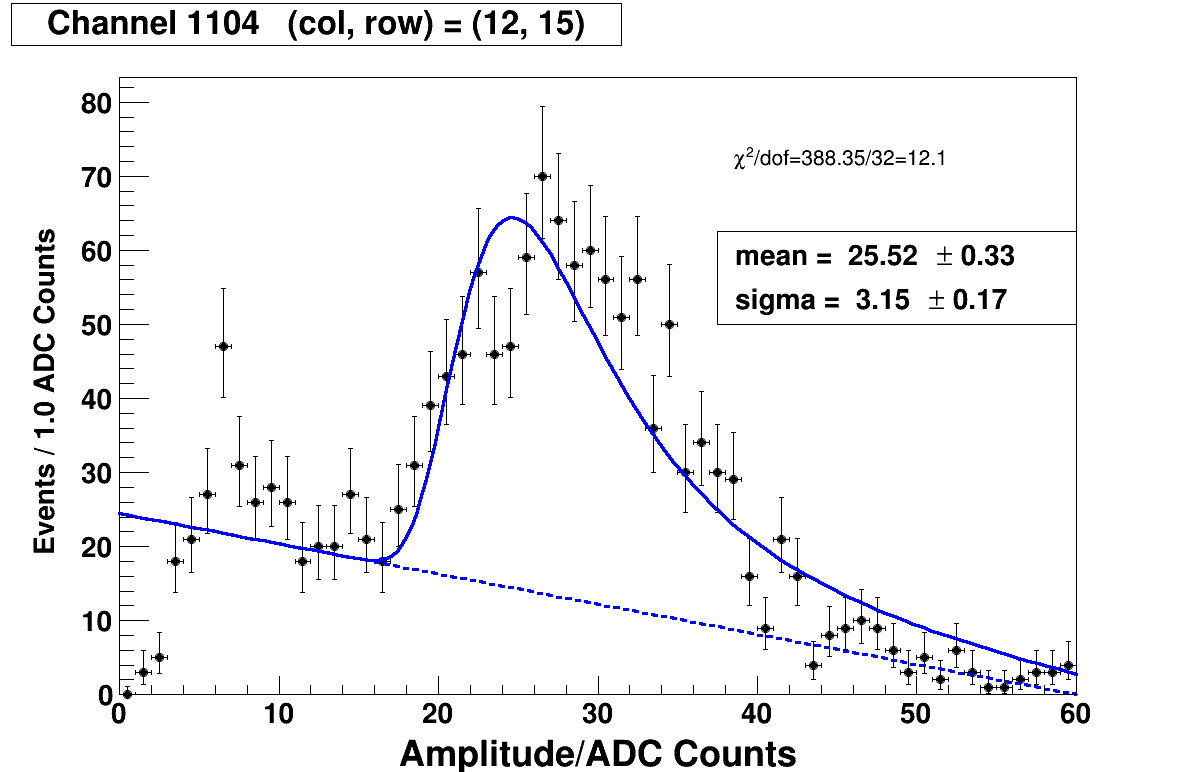 Channel 1104 (col, row) = (12, 15)
80
70
60
50
40
30
20
10
0
Events / 1.0 ADC Counts
χ²/dof=388.35/32=12.1
mean = 25.52 ± 0.33
sigma = 3.15 ± 0.17
0 10 20 30 40 50 60
Amplitude/ADC Counts